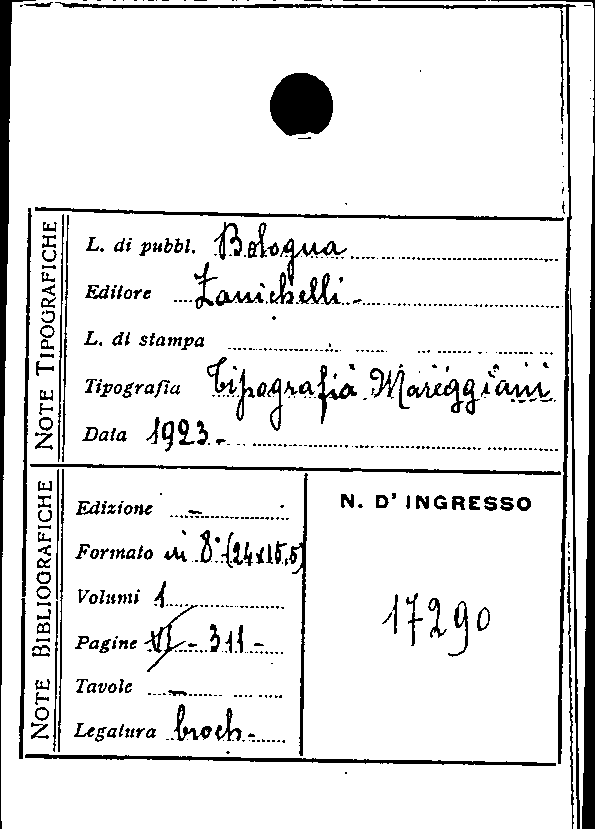 NOTE TIPOGRAFICHE
L. di pubbl. Bologna
Editore Zanichelli -
L. di stampa
Tipografia Tipografia Mareggiani
Data 1923 -
NOTE BIBLIOGRAFICHE
Edizione -
Formato in 8° (24x15,5)
Volumi 1
Pagine VI - 311 -
Tavole -
Legatura broch -
N. D' INGRESSO
17290